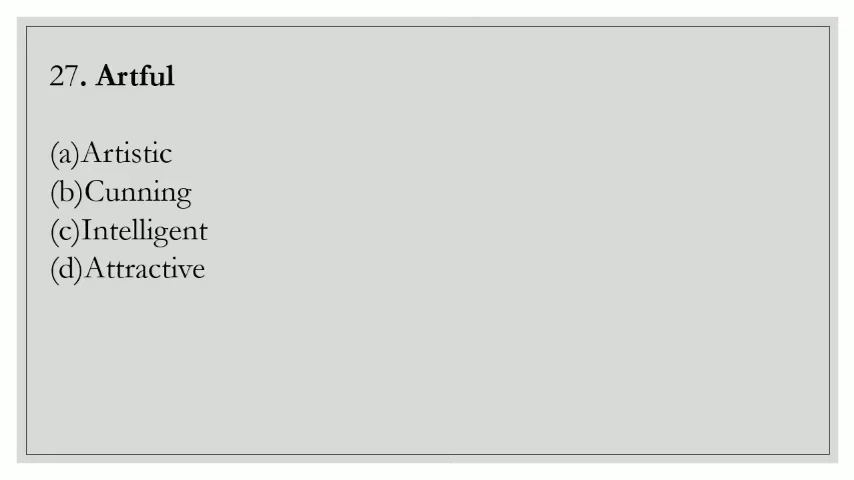 27. Artful
(a)Artistic
(b)Cunning
(c)Intelligent
(d)Attractive